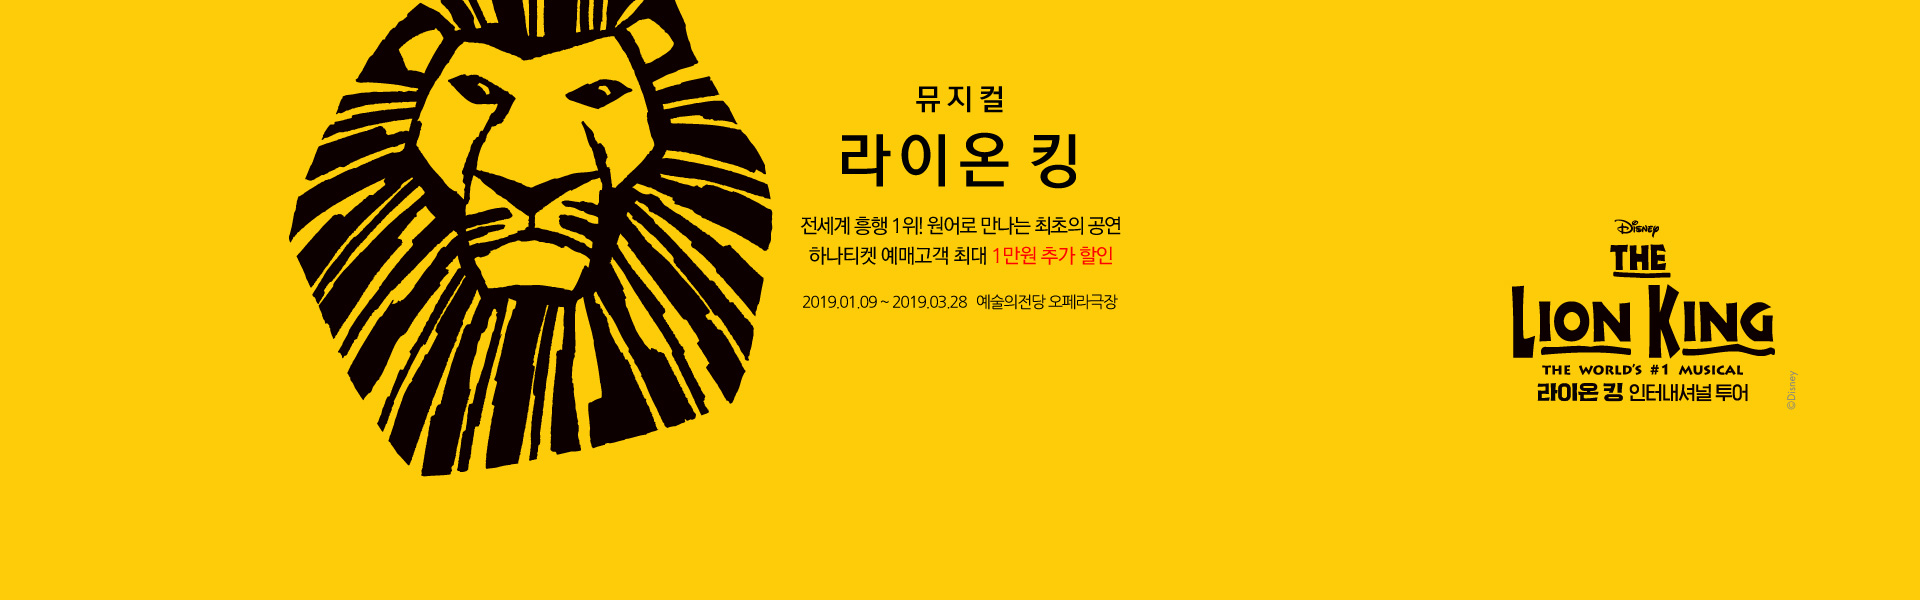 뮤지컬
라이온 킹
전세계 흥행 1위! 원어로 만나는 최초의 공연
하나티켓 예매고객 최대 1만원 추가 할인
2019.01.09 ~ 2019.03.28 예술의전당 오페라극장
Disney
THE
LION KING
THE WORLD'S #1 MUSICAL
라이온 킹 인터내셔널 투어
©Disney